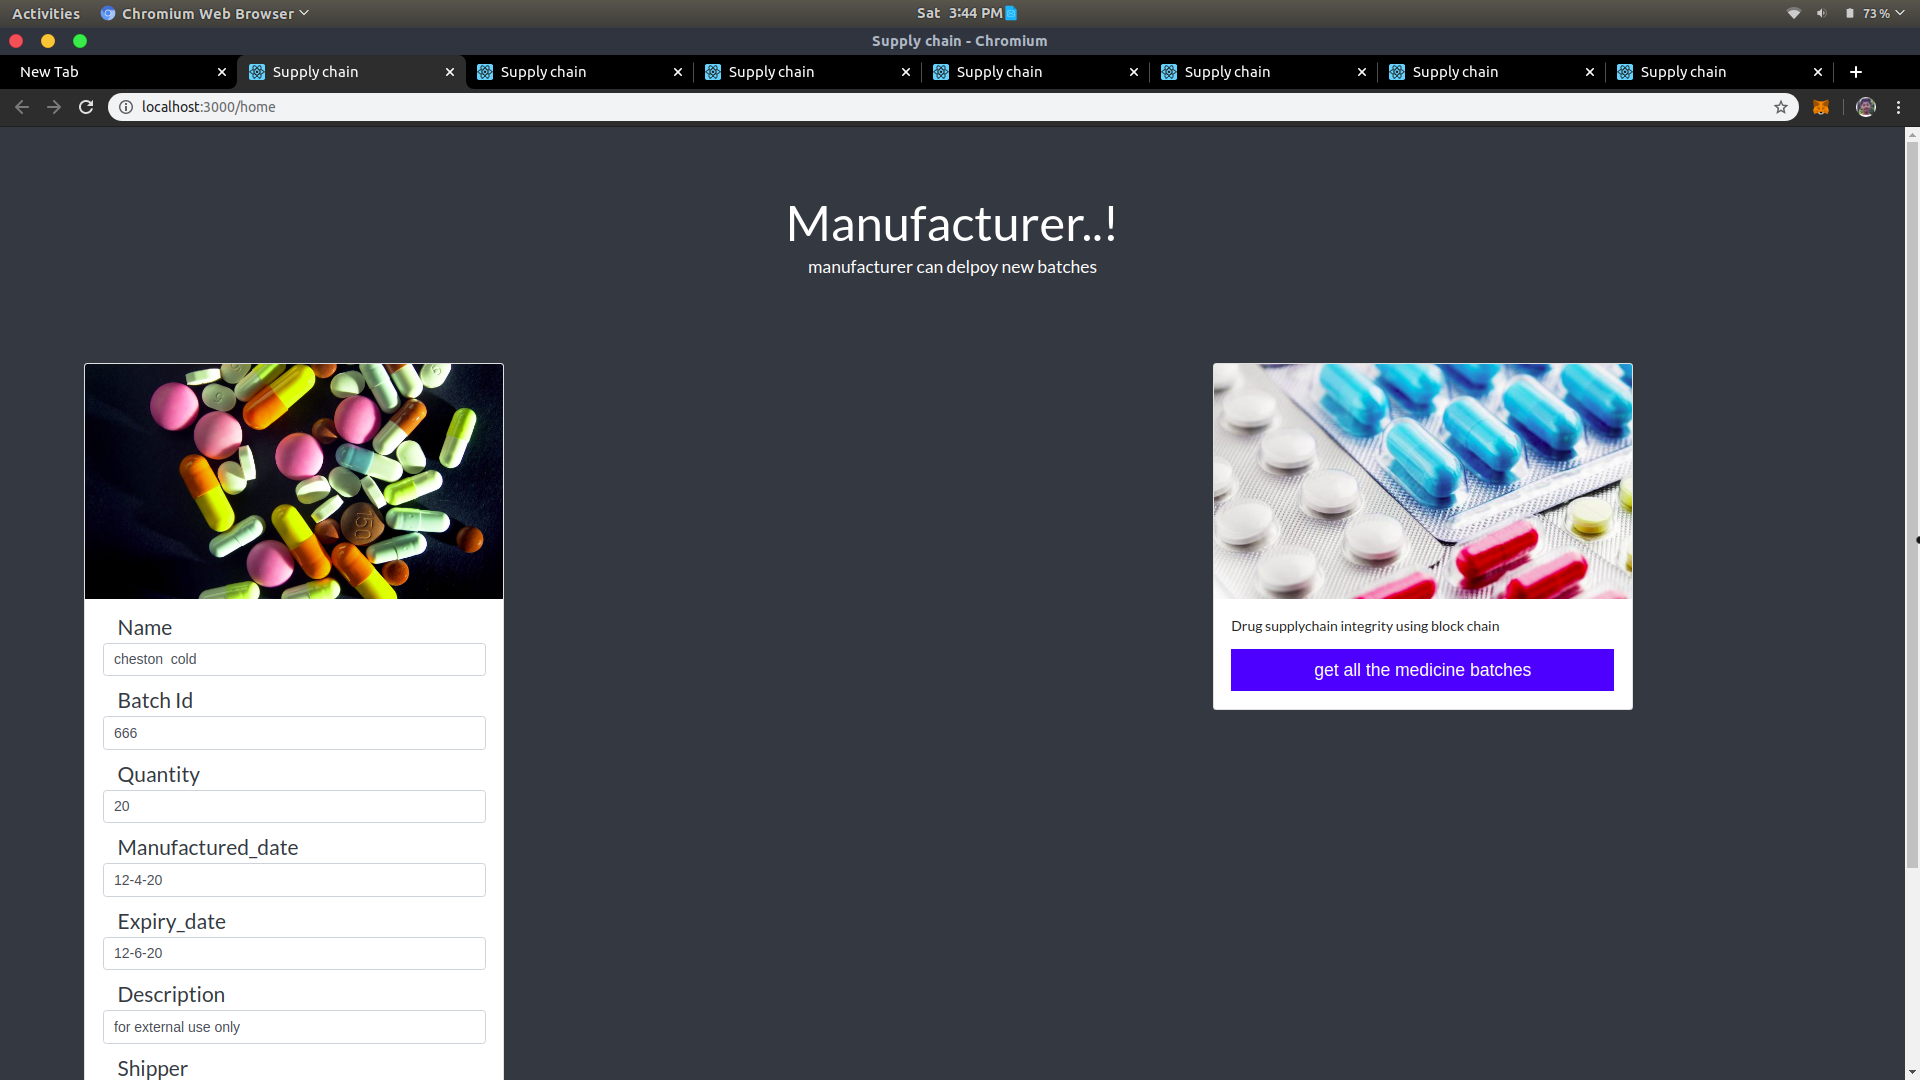 Activities Chromium Web Browser Sat 3:44 PM 73 %
Supply chain - Chromium
New Tab Supply chain Supply chain Supply chain Supply chain Supply chain Supply chain Supply chain
localhost:3000/home
Manufacturer..!
manufacturer can delpoy new batches
150
Name
cheston cold
Batch Id
666
Quantity
20
Manufactured_date
12-4-20
Expiry_date
12-6-20
Description
for external use only
Shipper
Drug supplychain integrity using block chain
get all the medicine batches